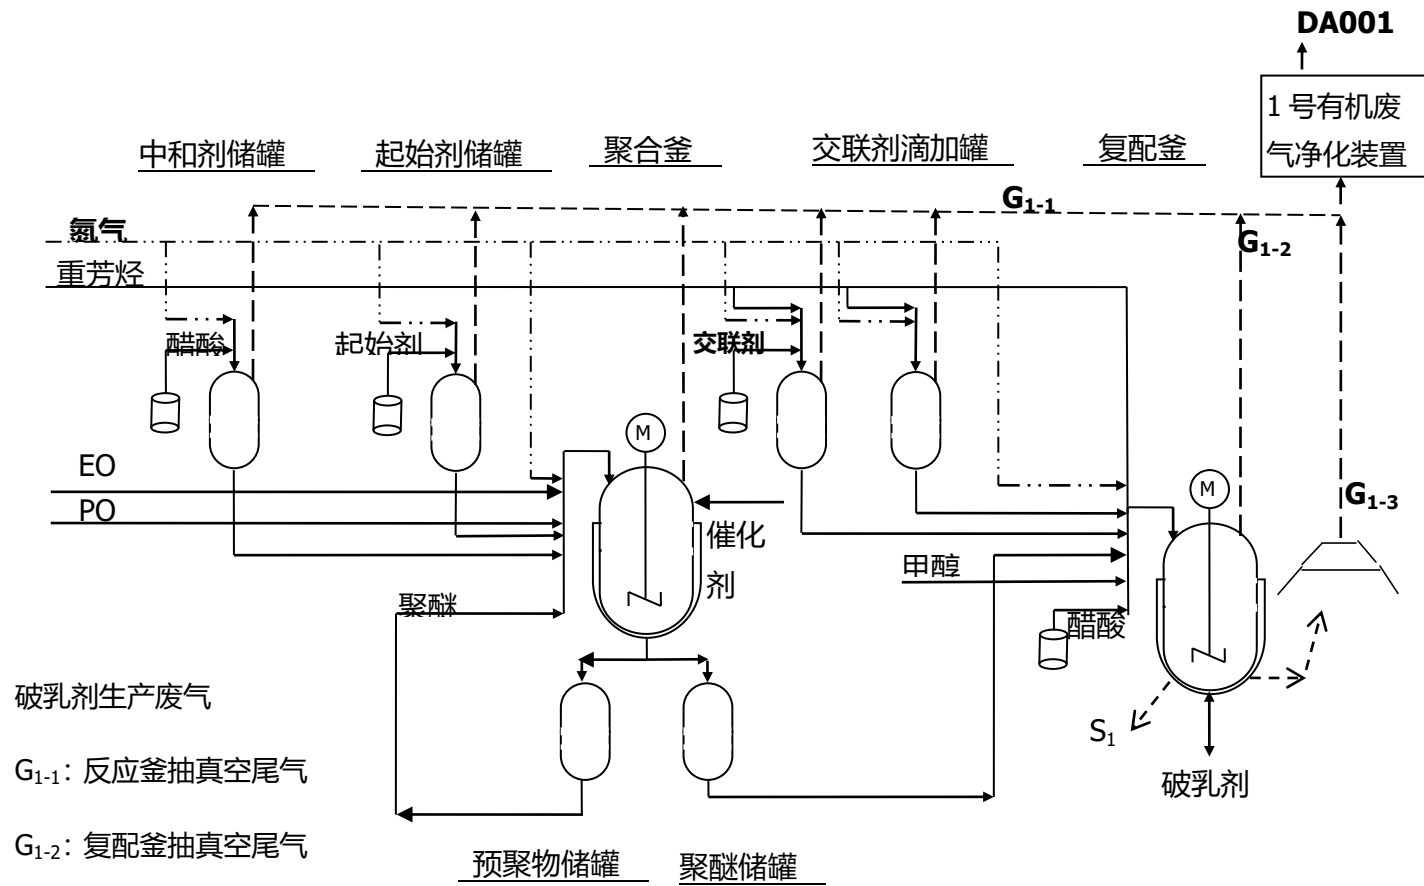 DA001
1号有机废
气净化装置
中和剂储罐
起始剂储罐
聚合釜
交联剂滴加罐
复配釜
G1-1
氮气
G1-2
重芳烃
醋酸
起始剂
交联剂
M
EO
M
G1-3
PO
催化
剂
甲醇
聚醚
醋酸
破乳剂生产废气
S1
G1-1：反应釜抽真空尾气
破乳剂
G1-2：复配釜抽真空尾气
预聚物储罐
聚醚储罐